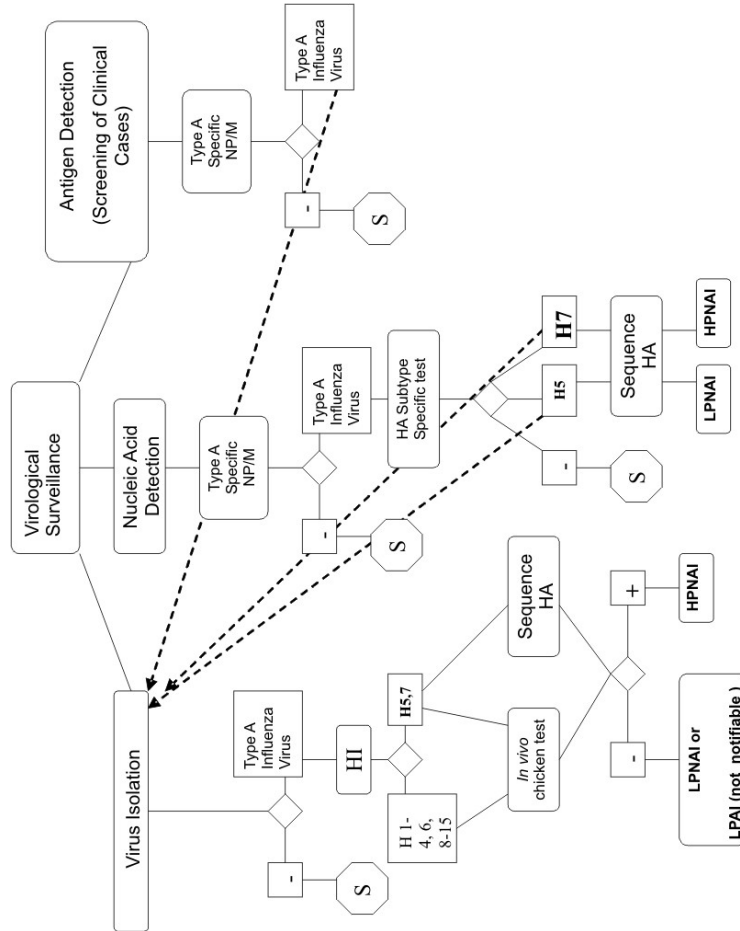 Virological
Surveillance
Virus Isolation
Nucleic Acid
Detection
Antigen Detection
(Screening of Clinical
Cases)
-
S
Type A
Influenza
Virus
HI
H 1-
4, 6,
8-15
H5,7
In vivo
chicken test
Sequence
HA
-
+
LPNAI or
LPAI (not notifiable )
HPNAI
Type A
Specific
NP/M
-
S
Type A
Influenza
Virus
HA Subtype
Specific test
-
S
H5
H7
Sequence
HA
LPNAI
HPNAI
Type A
Specific
NP/M
-
S
Type A
Influenza
Virus